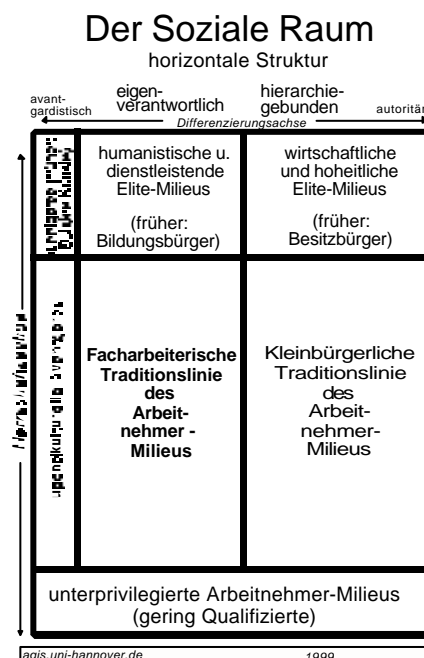 Der Soziale Raum
horizontale Struktur
avant-
gardistisch
eigen-
verantwortlich
hierarchie-
gebunden
autoritär
Differenzierungsachse
humanistische u.
dienstleistende
Elite-Milieus
(früher:
Bildungsbürger)
wirtschaftliche
und hoheitliche
Elite-Milieus
(früher:
Besitzbürger)
Facharbeiterische
Traditionslinie
des
Arbeit-
nehmer -
Milieus
Kleinbürgerliche
Traditionslinie
des
Arbeit-
nehmer-
Milieus
unterprivilegierte Arbeitnehmer-Milieus
(gering Qualifizierte)
agis.uni-hannover.de
1999